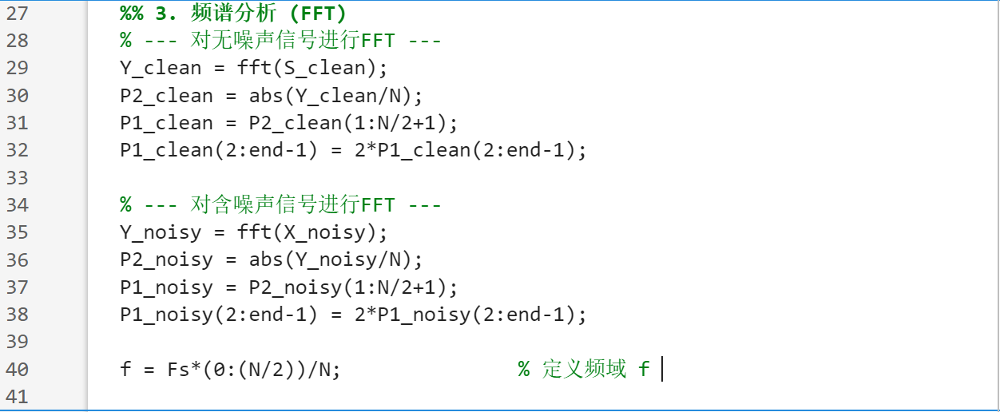 27 %% 3. 频谱分析 (FFT)
28 % --- 对无噪声信号进行FFT ---
29 Y_clean = fft(S_clean);
30 P2_clean = abs(Y_clean/N);
31 P1_clean = P2_clean(1:N/2+1);
32 P1_clean(2:end-1) = 2*P1_clean(2:end-1);
33
34 % --- 对含噪声信号进行FFT ---
35 Y_noisy = fft(X_noisy);
36 P2_noisy = abs(Y_noisy/N);
37 P1_noisy = P2_noisy(1:N/2+1);
38 P1_noisy(2:end-1) = 2*P1_noisy(2:end-1);
39
40 f = Fs*(0:(N/2))/N; % 定义频域 f
41